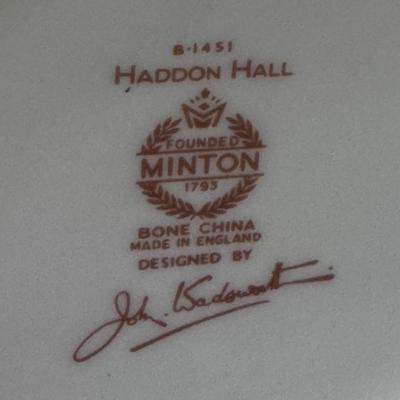 B·1451
HADDON HALL
FOUNDED
MINTON
1793
BONE CHINA
MADE IN ENGLAND
DESIGNED BY
John Wadsworth